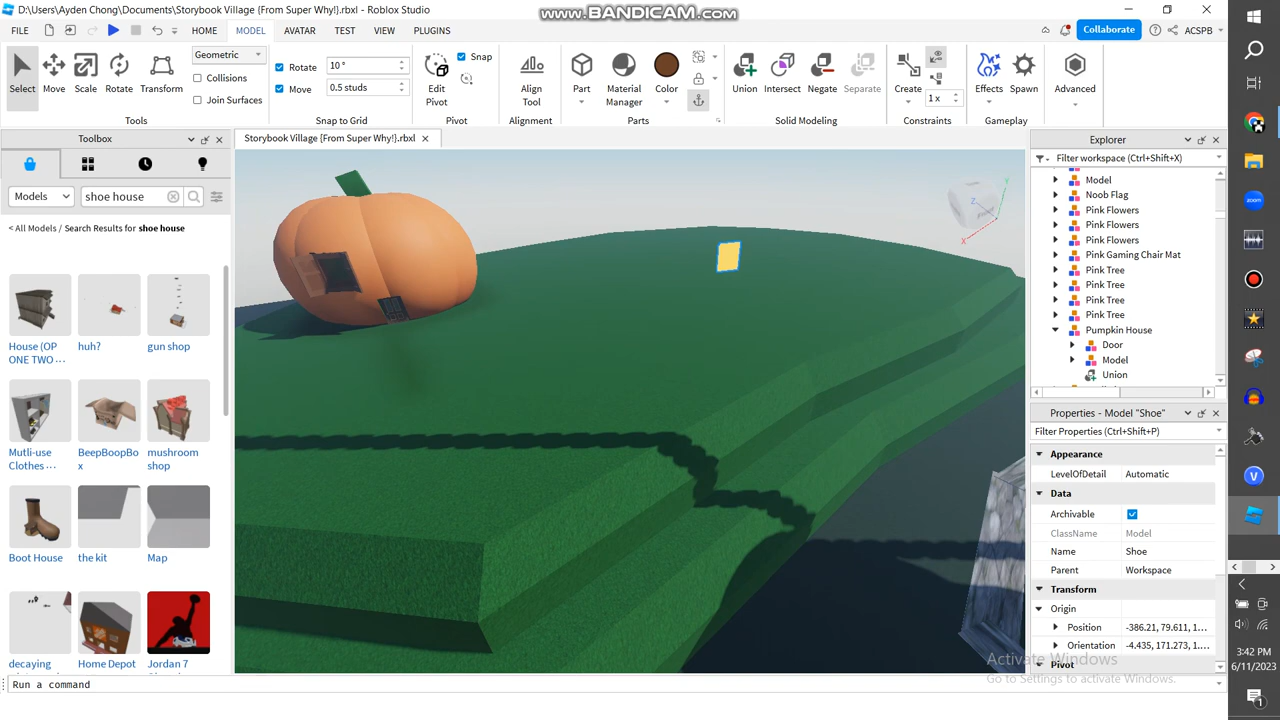 D:\Users\Ayden Chong\Documents\Storybook Village {From Super Why!}.rbxl - Roblox Studio
www.BANDICAM.com
FILE HOME MODEL AVATAR TEST VIEW PLUGINS Collaborate ACSPB
Select Move Scale Rotate Transform
Geometric
Collisions
Join Surfaces
Tools
Rotate 10 °
Move 0.5 studs
Snap to Grid
Edit Pivot
Snap
Pivot
Align Tool
Alignment
Part Material Manager Color
Parts
Union Intersect Negate Separate
Solid Modeling
Create
1 x
Constraints
Effects Spawn
Gameplay
Advanced
Toolbox
Storybook Village {From Super Why!}.rbxl
Models shoe house
< All Models / Search Results for shoe house
House (OP ONE TWO ...
huh?
gun shop
Mutli-use Clothes ...
BeepBoopBo x
mushroom shop
Boot House
the kit
Map
decaying
Home Depot
Jordan 7
FRONT
X
Y
Z
Explorer
Filter workspace (Ctrl+Shift+X)
Model
Noob Flag
Pink Flowers
Pink Flowers
Pink Flowers
Pink Gaming Chair Mat
Pink Tree
Pink Tree
Pink Tree
Pink Tree
Pumpkin House
Door
Model
Union
Properties - Model "Shoe"
Filter Properties (Ctrl+Shift+P)
Appearance
LevelOfDetail Automatic
Data
Archivable
ClassName Model
Name Shoe
Parent Workspace
Transform
Origin
Position -386.21, 79.611, 1...
Orientation -4.435, 171.273, 1....
Pivot
Activate Windows
Go to Settings to activate Windows.
Run a command
zoom
V
3:42 PM
6/11/2023
1